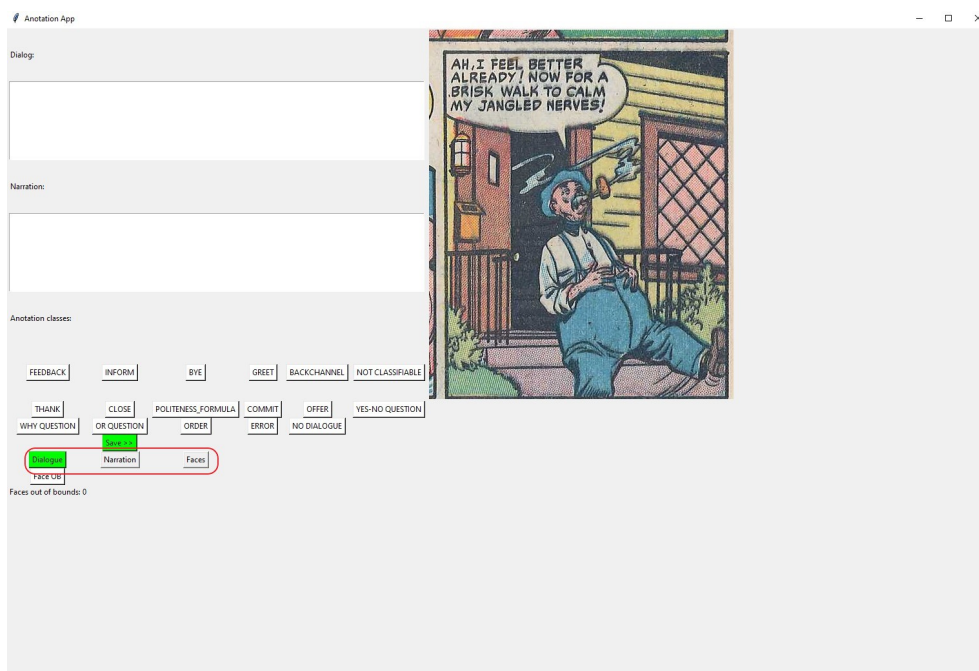 Anotation App
Dialog:
Narration:
Anotation classes:
FEEDBACK INFORM BYE GREET BACKCHANNEL NOT CLASSIFIABLE
THANK CLOSE POLITENESS_FORMULA COMMIT OFFER YES-NO QUESTION
WHY QUESTION OR QUESTION ORDER ERROR NO DIALOGUE
Save >>
Dialogue Narration Faces
Face OB
Faces out of bounds: 0
AH, I FEEL BETTER
ALREADY! NOW FOR A
BRISK WALK TO CALM
MY JANGLED NERVES!